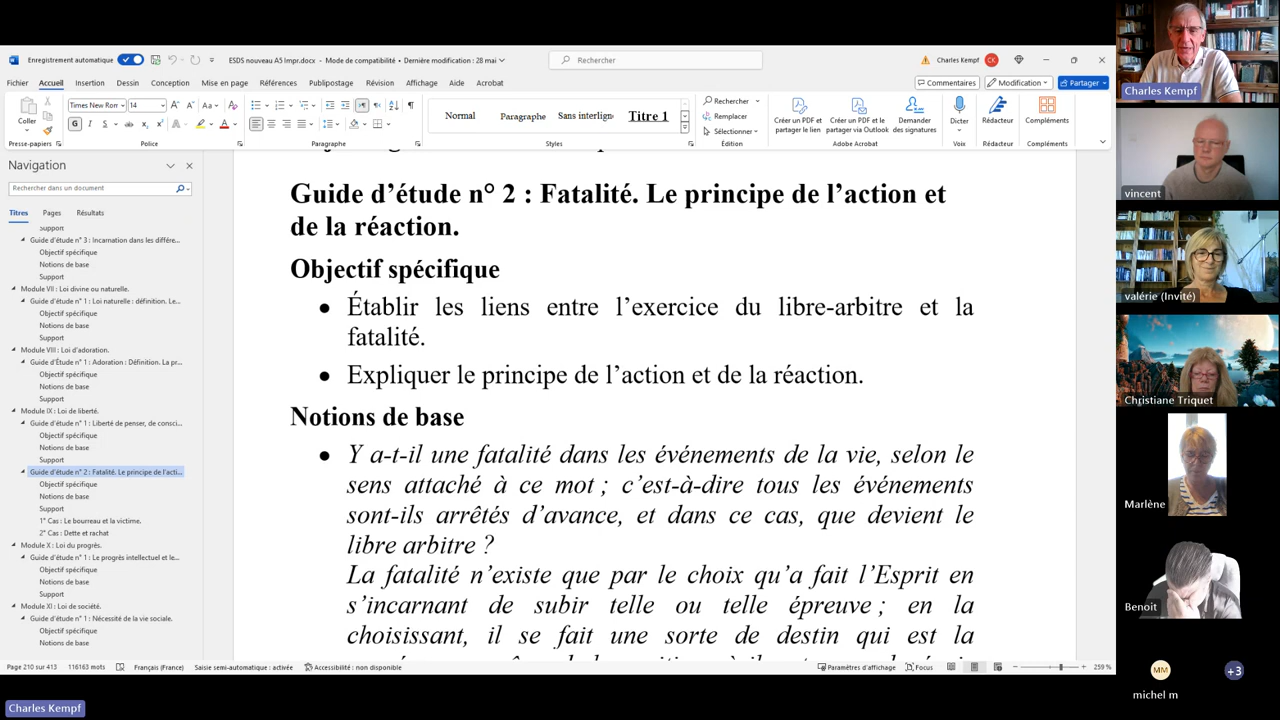 Enregistrement automatique
ESDS nouveau A5 Impr.docx - Mode de compatibilité • Dernière modification : 28 mai
Rechercher
Charles Kempf
CK
Fichier Accueil Insertion Dessin Conception Mise en page Références Publipostage Révision Affichage Aide Acrobat
Commentaires Modification Partager
Coller
Times New Rom 14
Normal Paragraphe Sans interligne Titre 1
Rechercher
Remplacer
Sélectionner
Créer un PDF et partager le lien
Créer un PDF et partager via Outlook
Demander des signatures
Dicter
Rédacteur
Compléments
Presse-papiers Police Paragraphe Styles Édition Adobe Acrobat Voix Rédacteur Compléments
Navigation
Rechercher dans un document
Titres Pages Résultats
Support
Guide d'étude n° 3 : Incarnation dans les différe...
Objectif spécifique
Notions de base
Support
Module VII : Loi divine ou naturelle.
Guide d'étude n° 1 : Loi naturelle : définition. Le...
Objectif spécifique
Notions de base
Support
Module VIII : Loi d'adoration.
Guide d'Étude n° 1 : Adoration : Définition. La pr...
Objectif spécifique
Notions de base
Support
Module IX : Loi de liberté.
Guide d'étude n° 1 : Liberté de penser, de consci...
Objectif spécifique
Notions de base
Support
Guide d'étude n° 2 : Fatalité. Le principe de l'acti...
Objectif spécifique
Notions de base
Support
1° Cas : Le bourreau et la victime.
2° Cas : Dette et rachat
Module X : Loi du progrès.
Guide d'étude n° 1 : Le progrès intellectuel et le...
Objectif spécifique
Notions de base
Support
Module XI : Loi de société.
Guide d'étude n° 1 : Nécessité de la vie sociale.
Objectif spécifique
Notions de base
Guide d’étude n° 2 : Fatalité. Le principe de l’action et
de la réaction.
Objectif spécifique
● Établir les liens entre l’exercice du libre-arbitre et la
fatalité.
● Expliquer le principe de l’action et de la réaction.
Notions de base
● Y a-t-il une fatalité dans les événements de la vie, selon le
sens attaché à ce mot ; c’est-à-dire tous les événements
sont-ils arrêtés d’avance, et dans ce cas, que devient le
libre arbitre ?
La fatalité n’existe que par le choix qu’a fait l’Esprit en
s’incarnant de subir telle ou telle épreuve ; en la
choisissant, il se fait une sorte de destin qui est la
Page 210 sur 413 116163 mots Français (France) Saisie semi-automatique : activée Accessibilité : non disponible
Paramètres d'affichage Focus 259 %
Charles Kempf
vincent
valérie (Invité)
Christiane Triquet
Marlène
Benoit
MM
michel m
+3
Charles Kempf